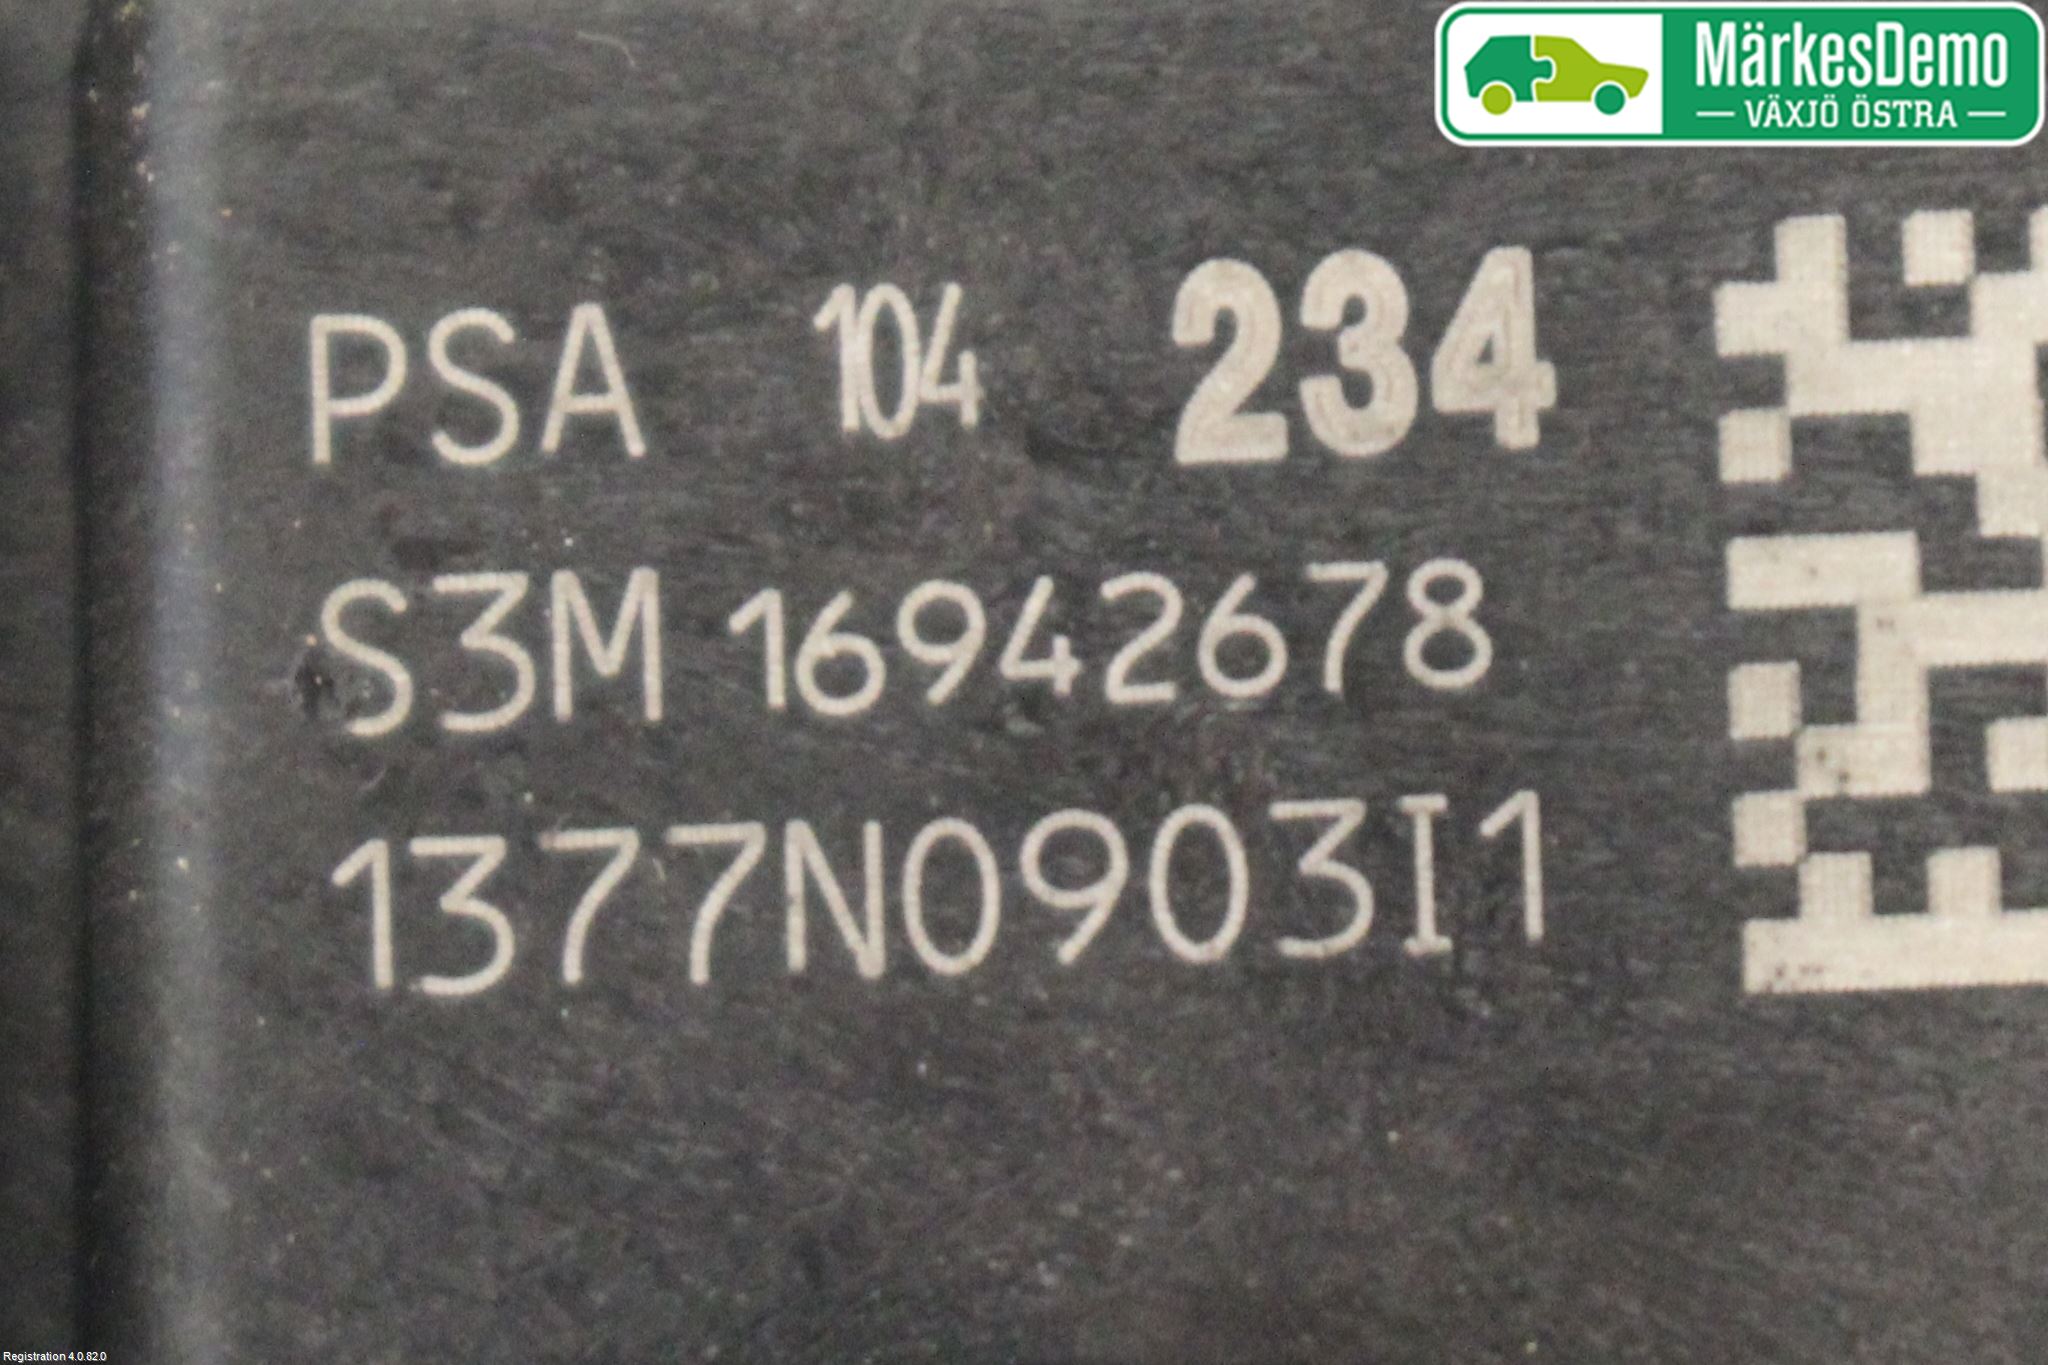 MärkesDemo
VÄXJÖ ÖSTRA
PSA 104 234
S3M 16942678
1377N0903I1
Registration 4.0.82.0